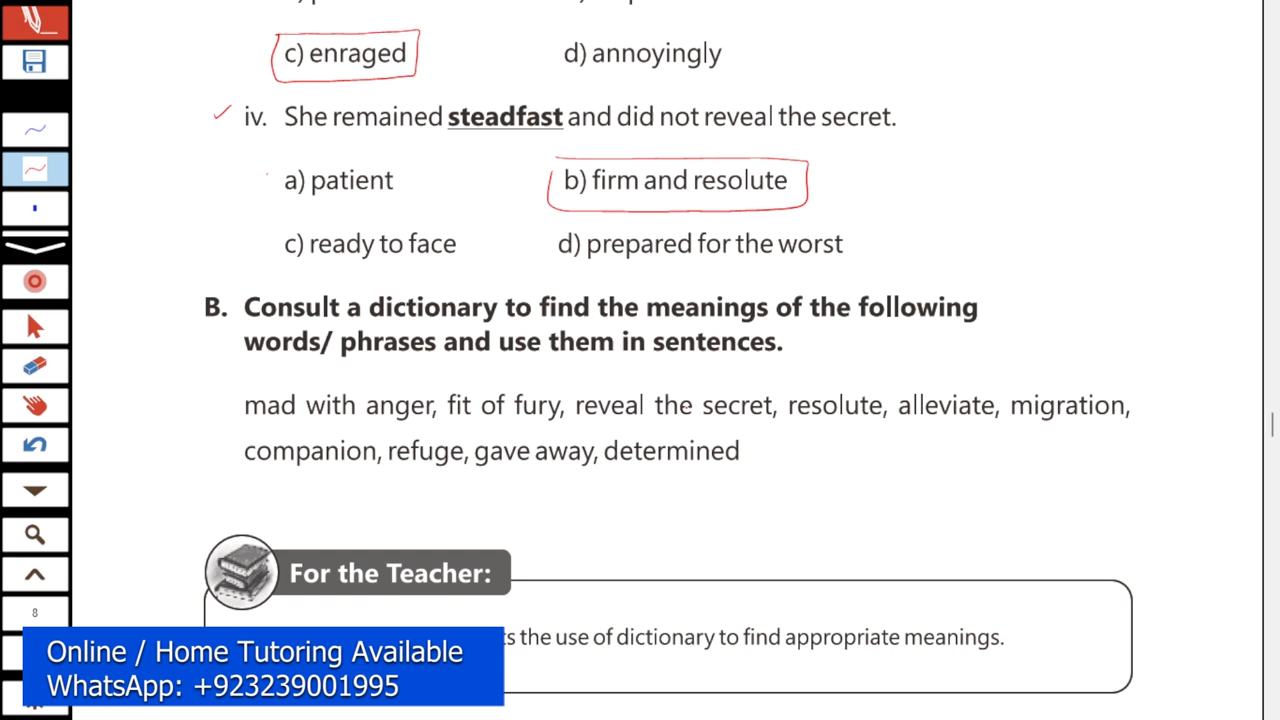 c) enraged d) annoyingly
iv. She remained steadfast and did not reveal the secret.
a) patient b) firm and resolute
c) ready to face d) prepared for the worst
B. Consult a dictionary to find the meanings of the following
words/ phrases and use them in sentences.
mad with anger, fit of fury, reveal the secret, resolute, alleviate, migration,
companion, refuge, gave away, determined
For the Teacher:
the use of dictionary to find appropriate meanings.
8
Online / Home Tutoring Available
WhatsApp: +923239001995